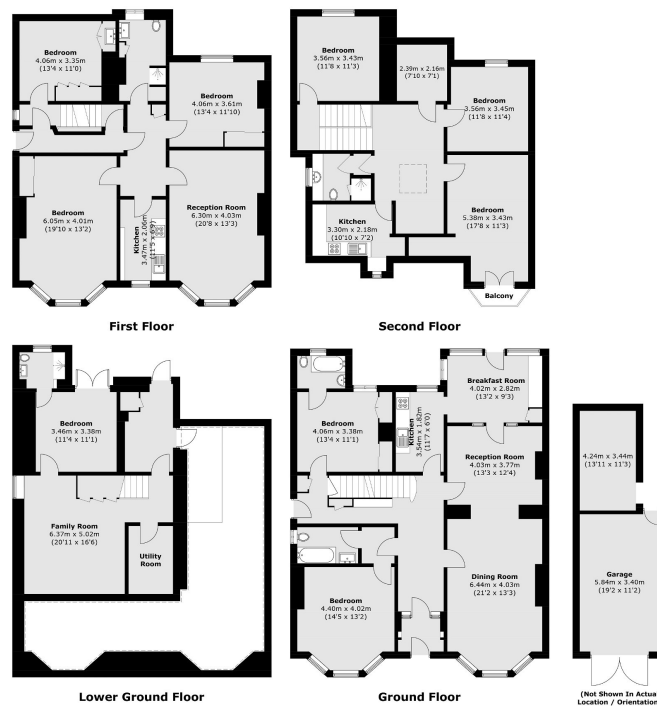 Bedroom
4.06m x 3.35m
(13'4 x 11'0)
Bedroom
4.06m x 3.61m
(13'4 x 11'10)
Bedroom
6.05m x 4.01m
(19'10 x 13'2)
Kitchen
3.47m x 2.06m
(11'5 x 6'9)
Reception Room
6.30m x 4.03m
(20'8 x 13'3)
First Floor
Bedroom
3.56m x 3.43m
(11'8 x 11'3)
2.39m x 2.16m
(7'10 x 7'1)
Bedroom
3.56m x 3.45m
(11'8 x 11'4)
Kitchen
3.30m x 2.18m
(10'10 x 7'2)
Bedroom
5.38m x 3.43m
(17'8 x 11'3)
Balcony
Second Floor
Bedroom
3.46m x 3.38m
(11'4 x 11'1)
Family Room
6.37m x 5.02m
(20'11 x 16'6)
Utility
Room
Lower Ground Floor
Breakfast Room
4.02m x 2.82m
(13'2 x 9'3)
Bedroom
4.06m x 3.38m
(13'4 x 11'1)
Kitchen
3.54m x 1.82m
(11'7 x 6'0)
Reception Room
4.03m x 3.77m
(13'3 x 12'4)
Dining Room
6.44m x 4.03m
(21'2 x 13'3)
Bedroom
4.40m x 4.02m
(14'5 x 13'2)
Ground Floor
4.24m x 3.44m
(13'11 x 11'3)
Garage
5.84m x 3.40m
(19'2 x 11'2)
(Not Shown In Actual
Location / Orientation)